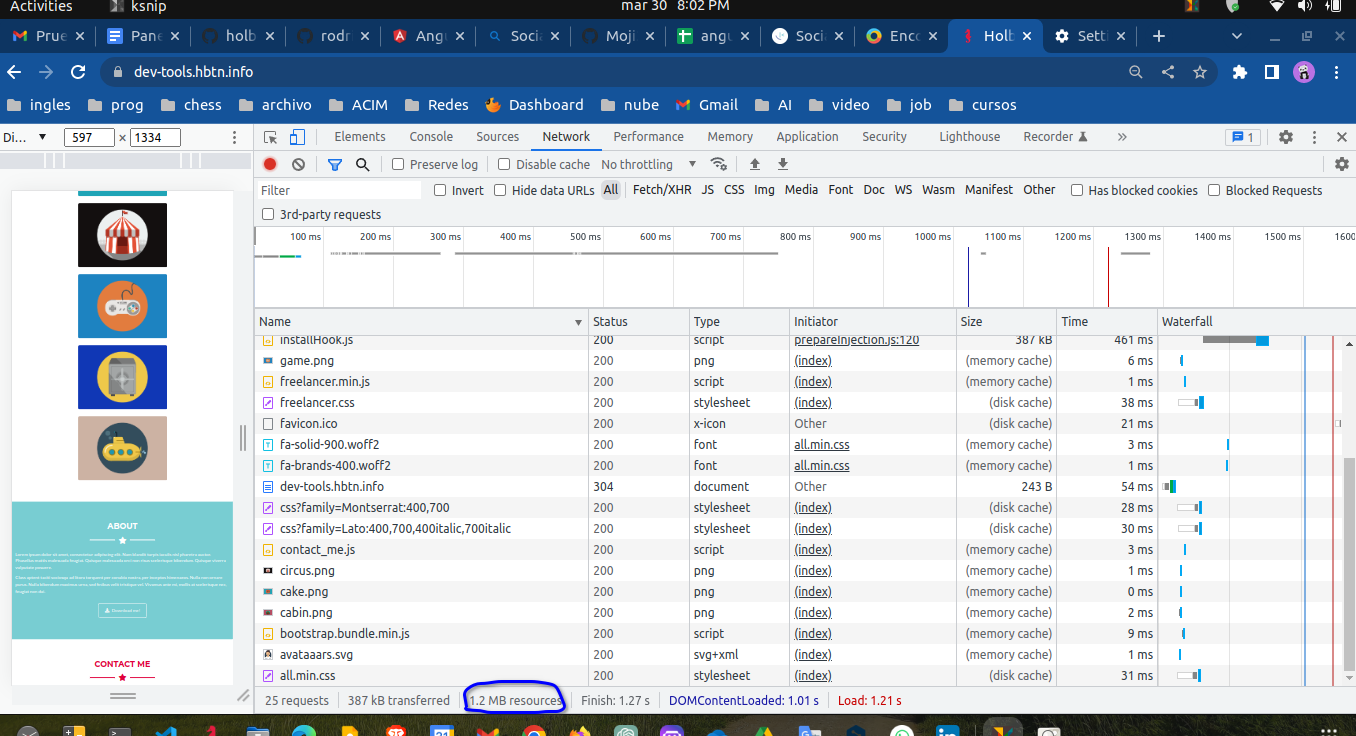 Activities ksnip mar 30 8:02 PM
Prue Pane holb rodr Angu Socia Moji angu Socia Enco Holb Setti
dev-tools.hbtn.info
ingles prog chess archivo ACIM Redes Dashboard nube Gmail AI video job cursos
Di... 597 × 1334
Elements Console Sources Network Performance Memory Application Security Lighthouse Recorder 1
Preserve log Disable cache No throttling
Filter Invert Hide data URLs All Fetch/XHR JS CSS Img Media Font Doc WS Wasm Manifest Other Has blocked cookies Blocked Requests
3rd-party requests
100 ms 200 ms 300 ms 400 ms 500 ms 600 ms 700 ms 800 ms 900 ms 1000 ms 1100 ms 1200 ms 1300 ms 1400 ms 1500 ms 1600
Name Status Type Initiator Size Time Waterfall
installHook.js 200 script prepareInjection.js:120 387 kB 461 ms
game.png 200 png (index) (memory cache) 6 ms
freelancer.min.js 200 script (index) (memory cache) 1 ms
freelancer.css 200 stylesheet (index) (disk cache) 38 ms
favicon.ico 200 x-icon Other (disk cache) 21 ms
fa-solid-900.woff2 200 font all.min.css (memory cache) 3 ms
fa-brands-400.woff2 200 font all.min.css (memory cache) 1 ms
dev-tools.hbtn.info 304 document Other 243 B 54 ms
css?family=Montserrat:400,700 200 stylesheet (index) (disk cache) 28 ms
css?family=Lato:400,700,400italic,700italic 200 stylesheet (index) (disk cache) 30 ms
contact_me.js 200 script (index) (memory cache) 3 ms
circus.png 200 png (index) (memory cache) 1 ms
cake.png 200 png (index) (memory cache) 0 ms
cabin.png 200 png (index) (memory cache) 2 ms
bootstrap.bundle.min.js 200 script (index) (memory cache) 9 ms
avataaars.svg 200 svg+xml (index) (memory cache) 1 ms
all.min.css 200 stylesheet (index) (disk cache) 31 ms
25 requests 387 kB transferred 1.2 MB resources Finish: 1.27 s DOMContentLoaded: 1.01 s Load: 1.21 s
ABOUT
Download me!
CONTACT ME